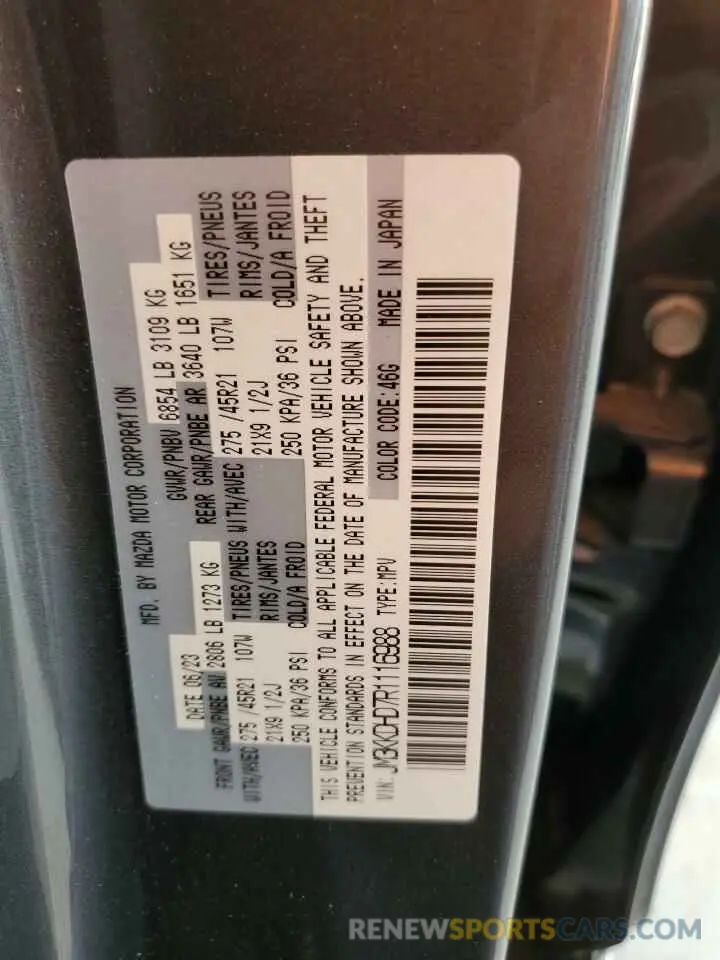 MFD. BY MAZDA MOTOR CORPORATION
DATE 06/23 GVWR/PNBV 6854 LB 3109 KG
FRONT GAWR/PNBE AV 2806 LB 1273 KG REAR GAWR/PNBE AR 3640 LB 1651 KG
WITH/AVEC 275 /45R21 107W TIRES/PNEUS WITH/AVEC 275 /45R21 107W TIRES/PNEUS
21X9 1/2J RIMS/JANTES 21X9 1/2J RIMS/JANTES
250 KPA/36 PSI COLD/A FROID 250 KPA/36 PSI COLD/A FROID
THIS VEHICLE CONFORMS TO ALL APPLICABLE FEDERAL MOTOR VEHICLE SAFETY AND THEFT
PREVENTION STANDARDS IN EFFECT ON THE DATE OF MANUFACTURE SHOWN ABOVE.
VIN: JM3KKDHD7R1116988 TYPE:MPV COLOR CODE:46G MADE IN JAPAN
RENEWSPORTSCARS.COM